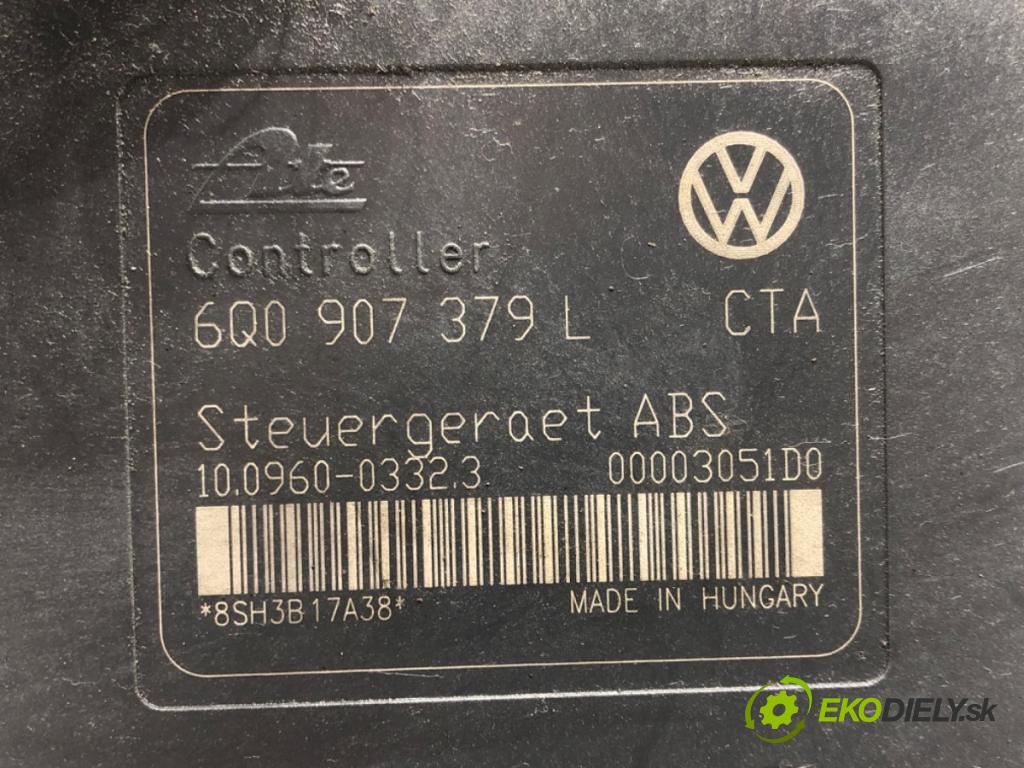 Ate
Controller
6Q0 907 379 L CTA
Steuergeraet ABS
10.0960-0332.3 00003051D0
*8SH3B17A38* MADE IN HUNGARY
EKODIELY.sk